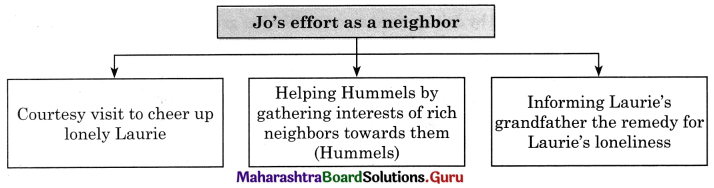 Jo's effort as a neighbor
Courtesy visit to cheer up
lonely Laurie
Helping Hummels by
gathering interests of rich
neighbors towards them
(Hummels)
Informing Laurie's
grandfather the remedy for
Laurie's loneliness
MaharashtraBoardSolutions.Guru